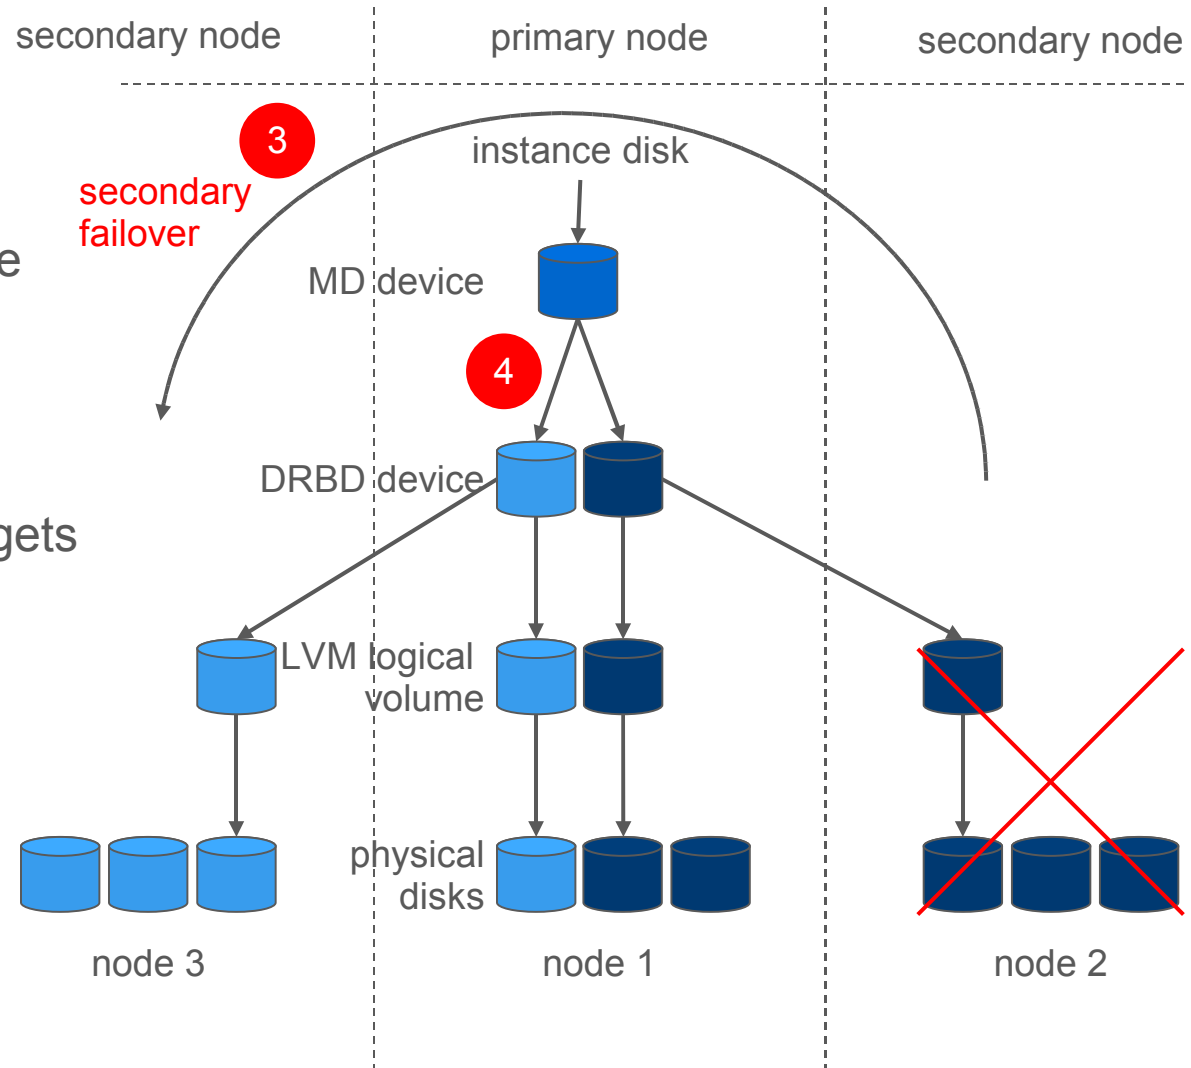 secondary node
primary node
secondary node
3
instance disk
secondary
failover
e
MD device
4
DRBD device
gets
LVM logical
volume
physical
disks
node 3
node 1
node 2